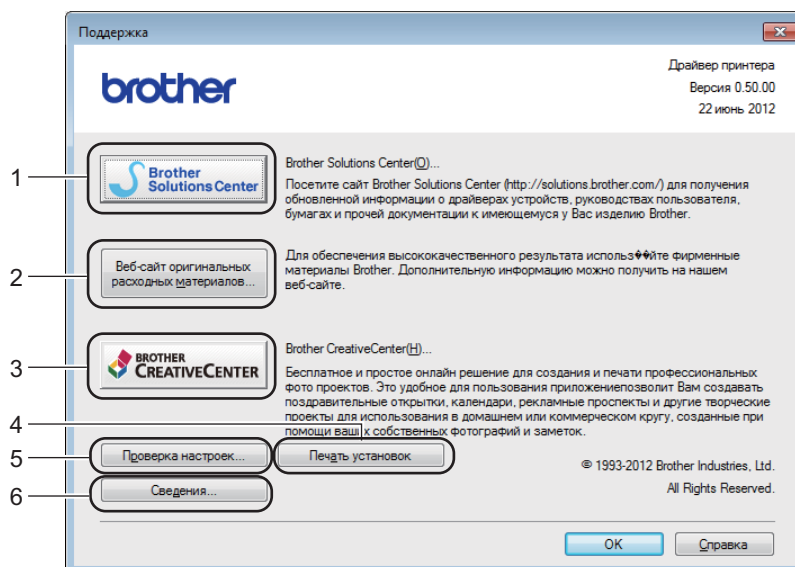 Поддержка
brother
Драйвер принтера
Версия 0.50.00
22 июнь 2012
1
Brother
Solutions Center
Brother Solutions Center(O)...
Посетите сайт Brother Solutions Center (http://solutions.brother.com/) для получения
обновленной информации о драйверах устройств, руководствах пользователя,
бумагах и прочей документации к имеющемуся у Вас изделию Brother.
2
Веб-сайт оригинальных
расходных материалов...
Для обеспечения высококачественного результата использ��йте фирменные
материалы Brother. Дополнительную информацию можно получить на нашем
веб-сайте.
3
BROTHER
CREATIVECENTER
Brother CreativeCenter(H)...
Бесплатное и простое онлайн решение для создания и печати профессиональных
фото проектов. Это удобное для пользования приложениепозволит Вам создавать
поздравительные открытки, календари, рекламные проспекты и другие творческие
проекты для использования в домашнем или коммерческом кругу, созданные при
помощи ваших собственных фотографий и заметок.
4
5
Проверка настроек...
Печать установок
6
Сведения...
© 1993-2012 Brother Industries, Ltd.
All Rights Reserved.
OK
Справка